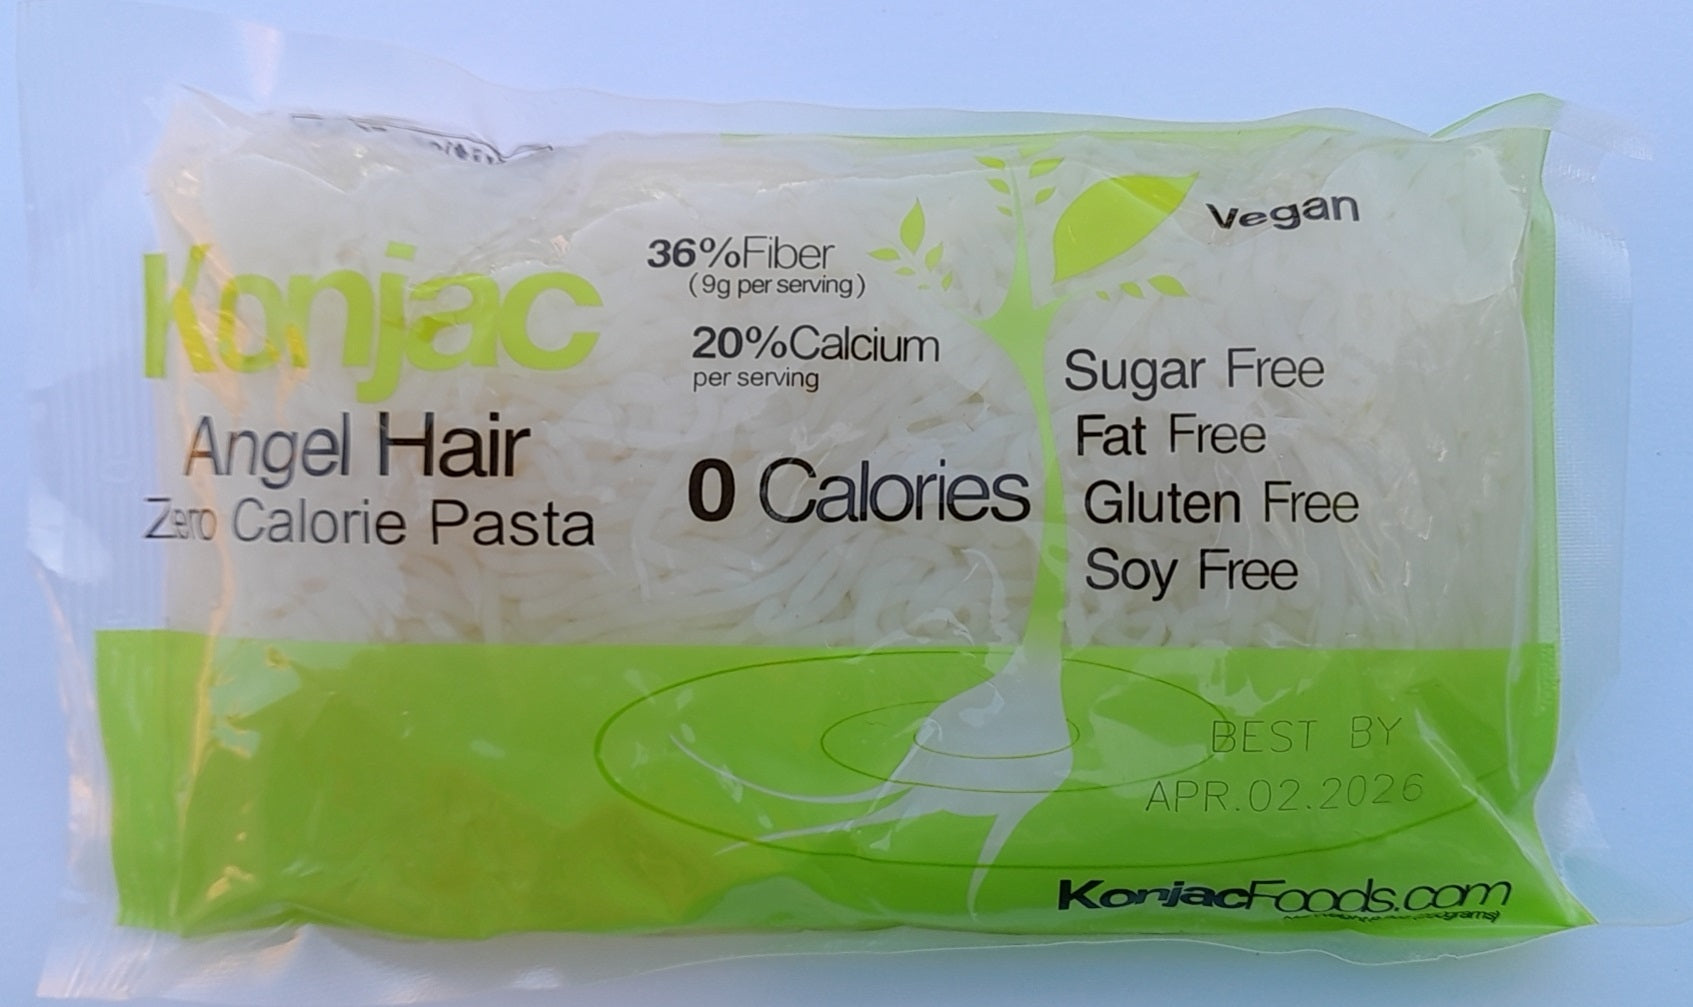 Konjac
Angel Hair
Zero Calorie Pasta
36%Fiber
(9g per serving)
20%Calcium
per serving
0 Calories
Vegan
Sugar Free
Fat Free
Gluten Free
Soy Free
BEST BY
APR.02.2026
KonjacFoods.com